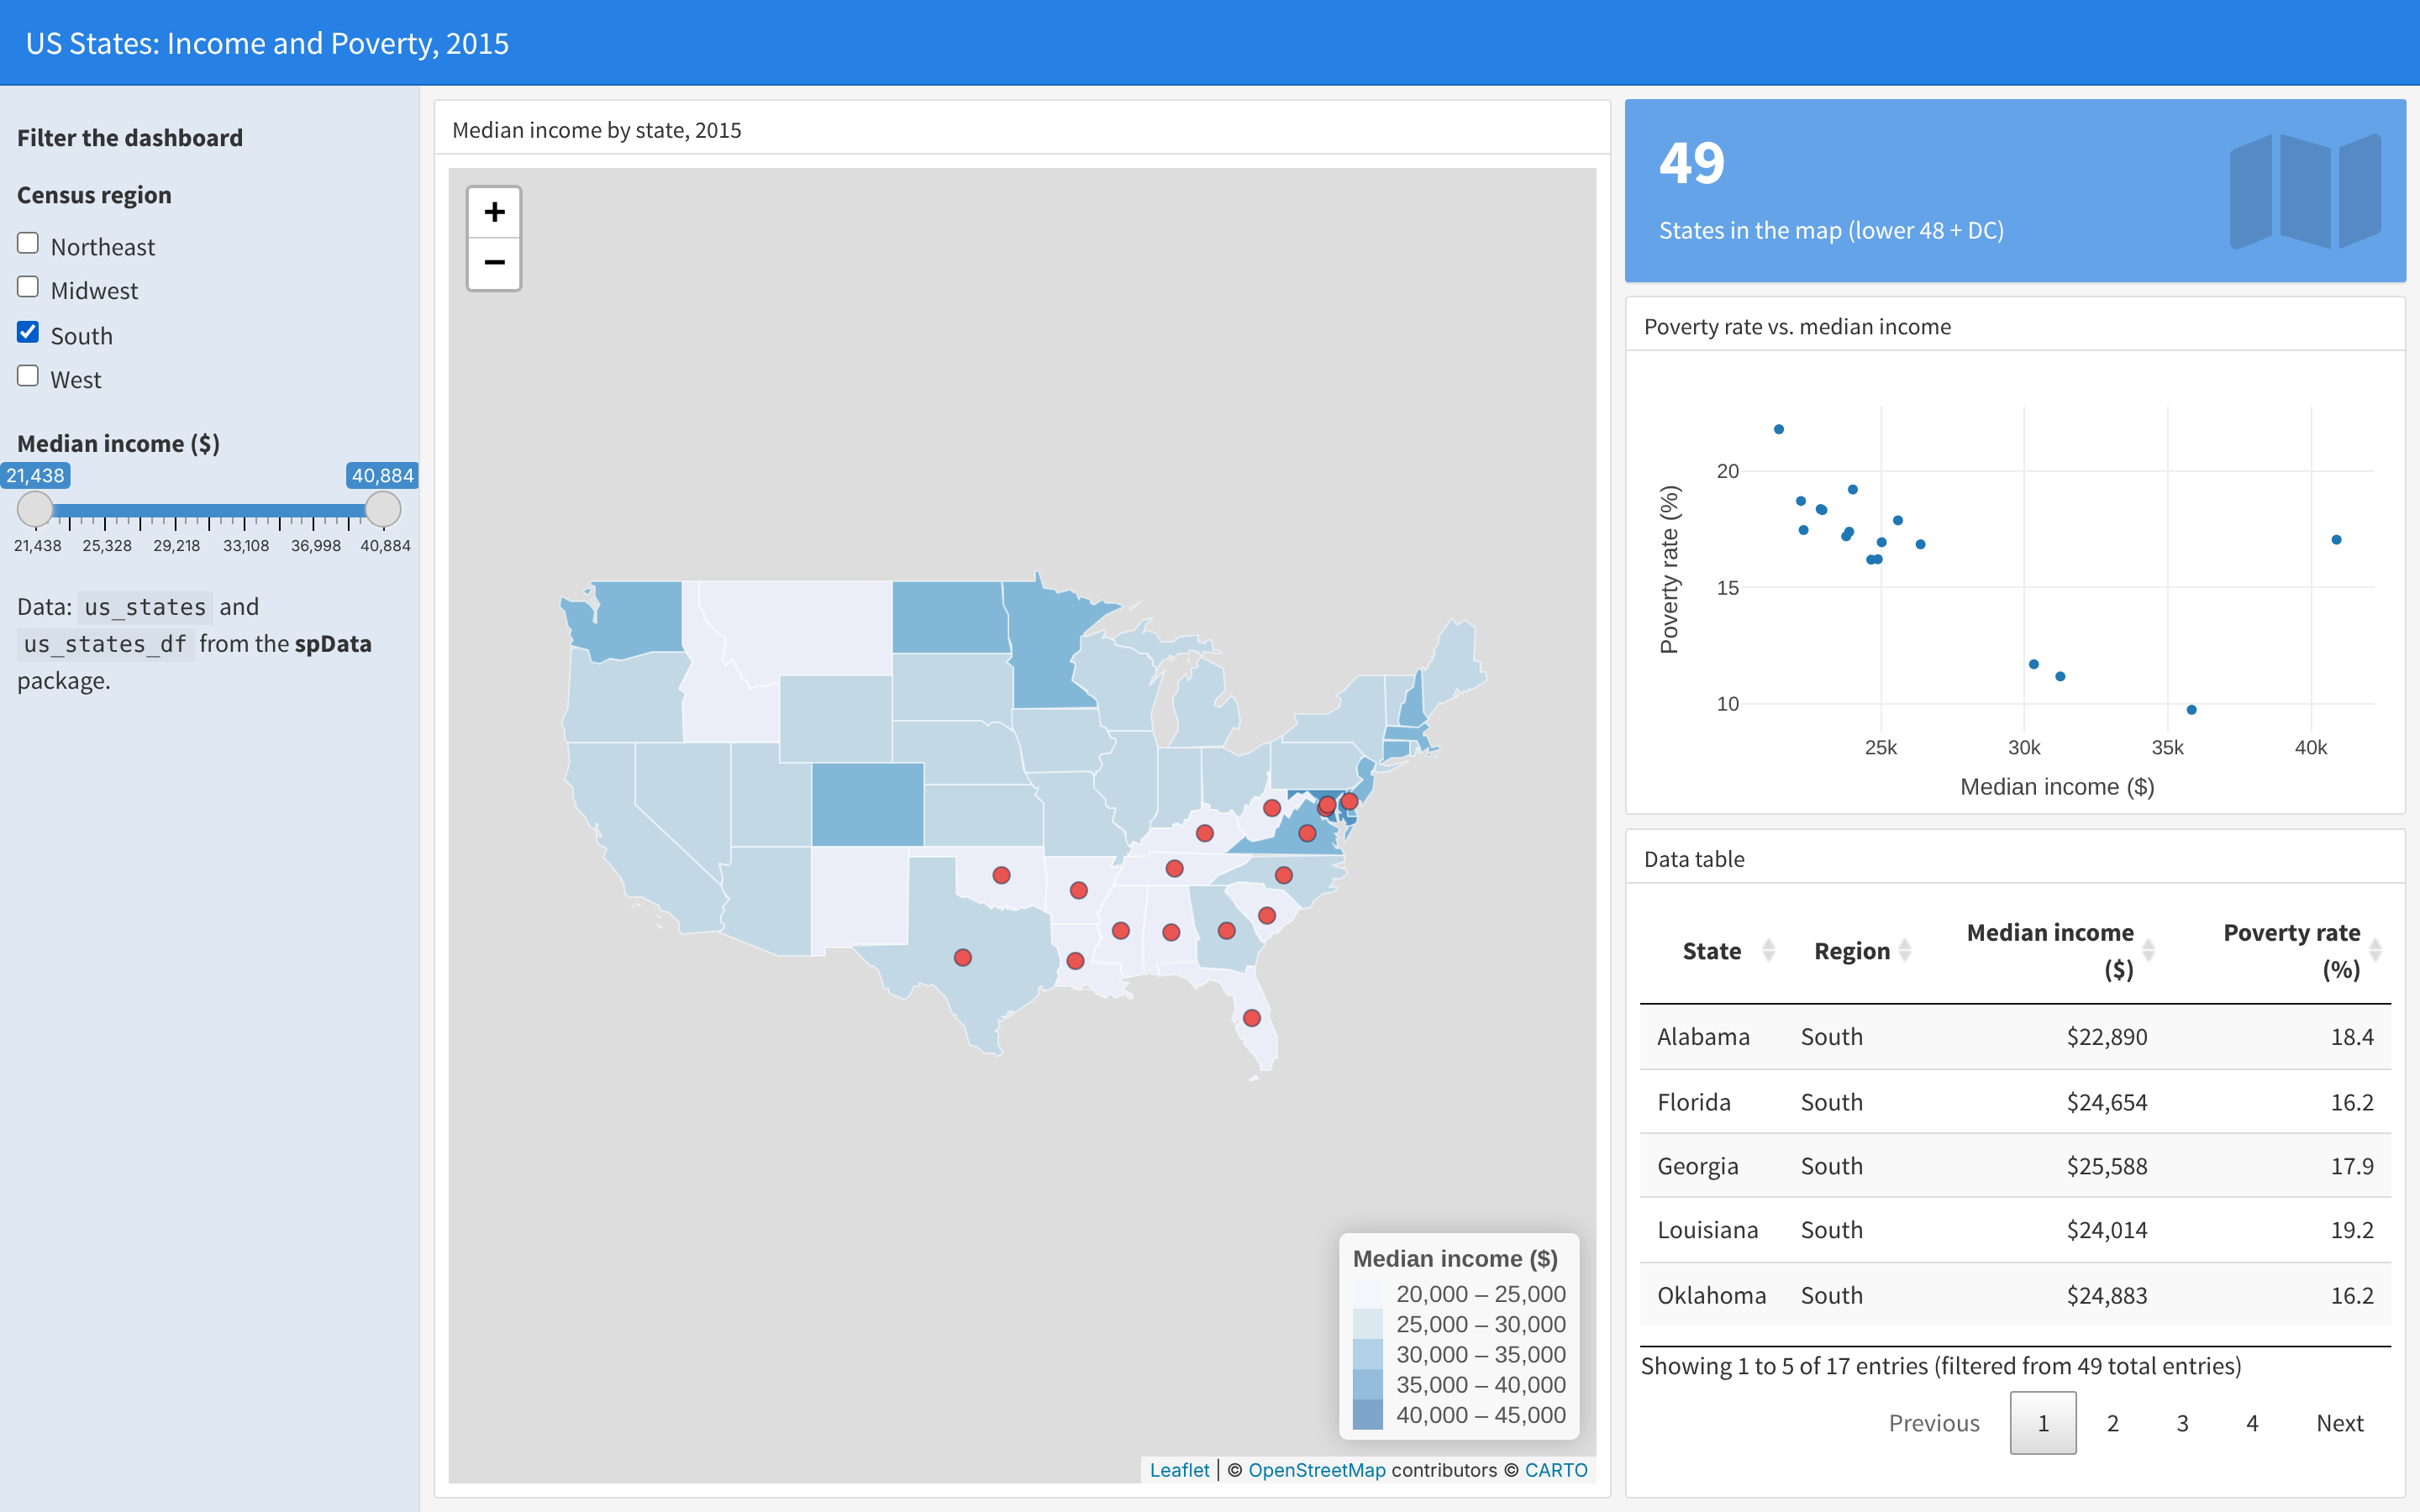 US States: Income and Poverty, 2015
Filter the dashboard
Census region
Northeast
Midwest
South
West
Median income ($)
21,438 40,884
21,438 25,328 29,218 33,108 36,998 40,884
Data: us_states and
us_states_df from the spData
package.
Median income by state, 2015
+
−
Median income ($)
20,000 – 25,000
25,000 – 30,000
30,000 – 35,000
35,000 – 40,000
40,000 – 45,000
Leaflet | © OpenStreetMap contributors © CARTO
49
States in the map (lower 48 + DC)
Poverty rate vs. median income
Poverty rate (%)
20
15
10
25k 30k 35k 40k
Median income ($)
Data table
State Region Median income ($) Poverty rate (%)
Alabama South $22,890 18.4
Florida South $24,654 16.2
Georgia South $25,588 17.9
Louisiana South $24,014 19.2
Oklahoma South $24,883 16.2
Showing 1 to 5 of 17 entries (filtered from 49 total entries)
Previous 1 2 3 4 Next